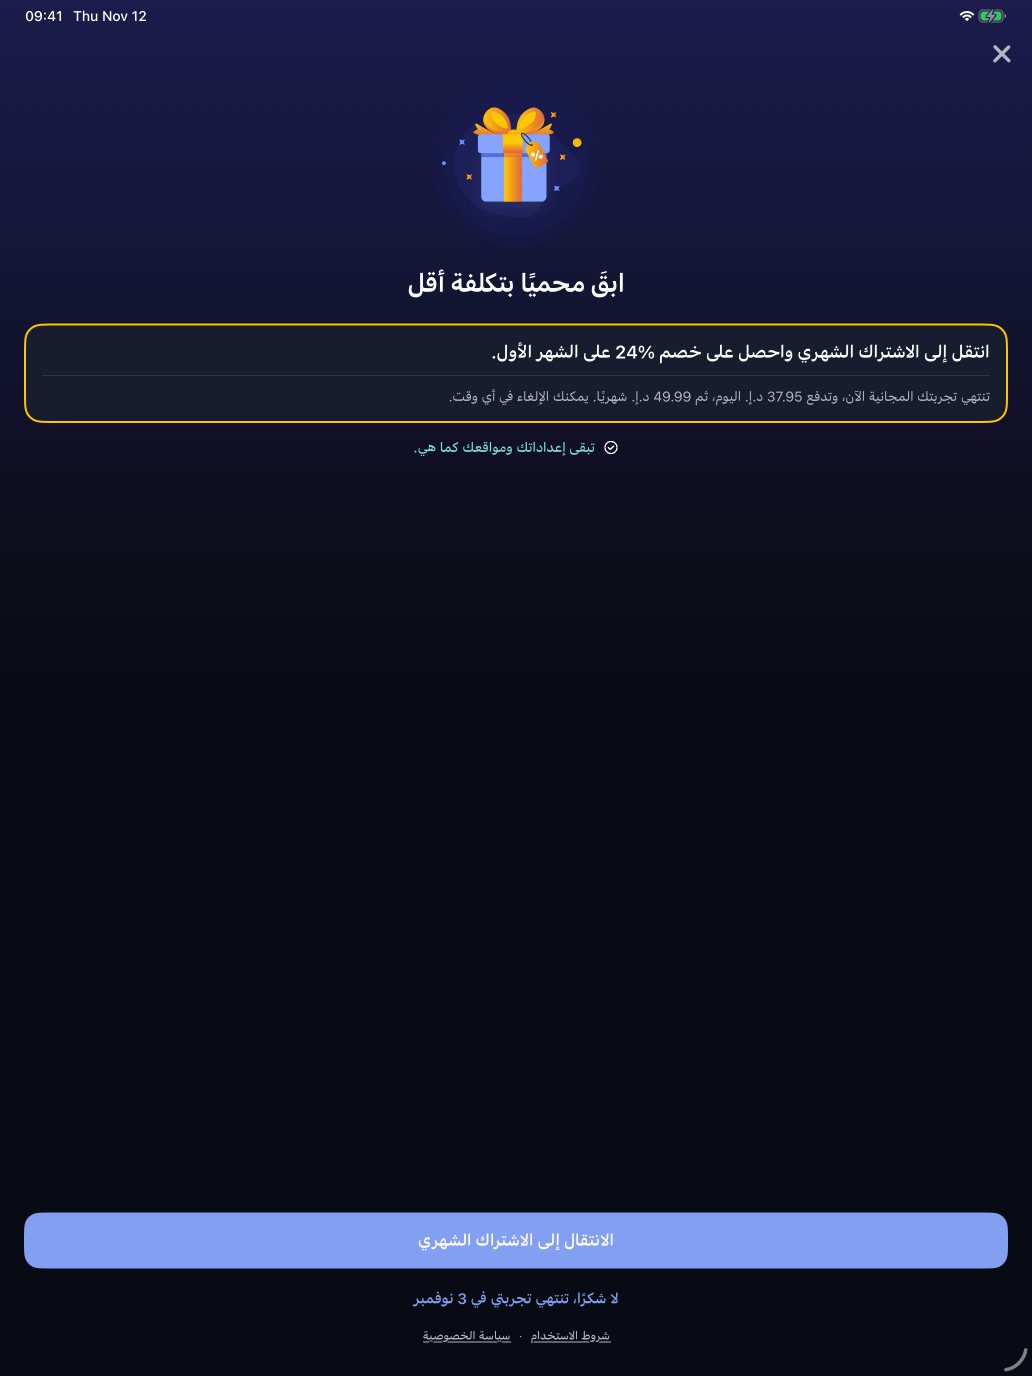 09:41 Thu Nov 12
%
ابقَ محميًا بتكلفة أقل
انتقل إلى الاشتراك الشهري واحصل على خصم 24% على الشهر الأول.
تنتهي تجربتك المجانية الآن، وتدفع 37.95 د.إ. اليوم، ثم 49.99 د.إ. شهريًا. يمكنك الإلغاء في أي وقت.
تبقى إعداداتك ومواقعك كما هي.
الانتقال إلى الاشتراك الشهري
لا شكرًا، تنتهي تجربتي في 3 نوفمبر
شروط الاستخدام · سياسة الخصوصية